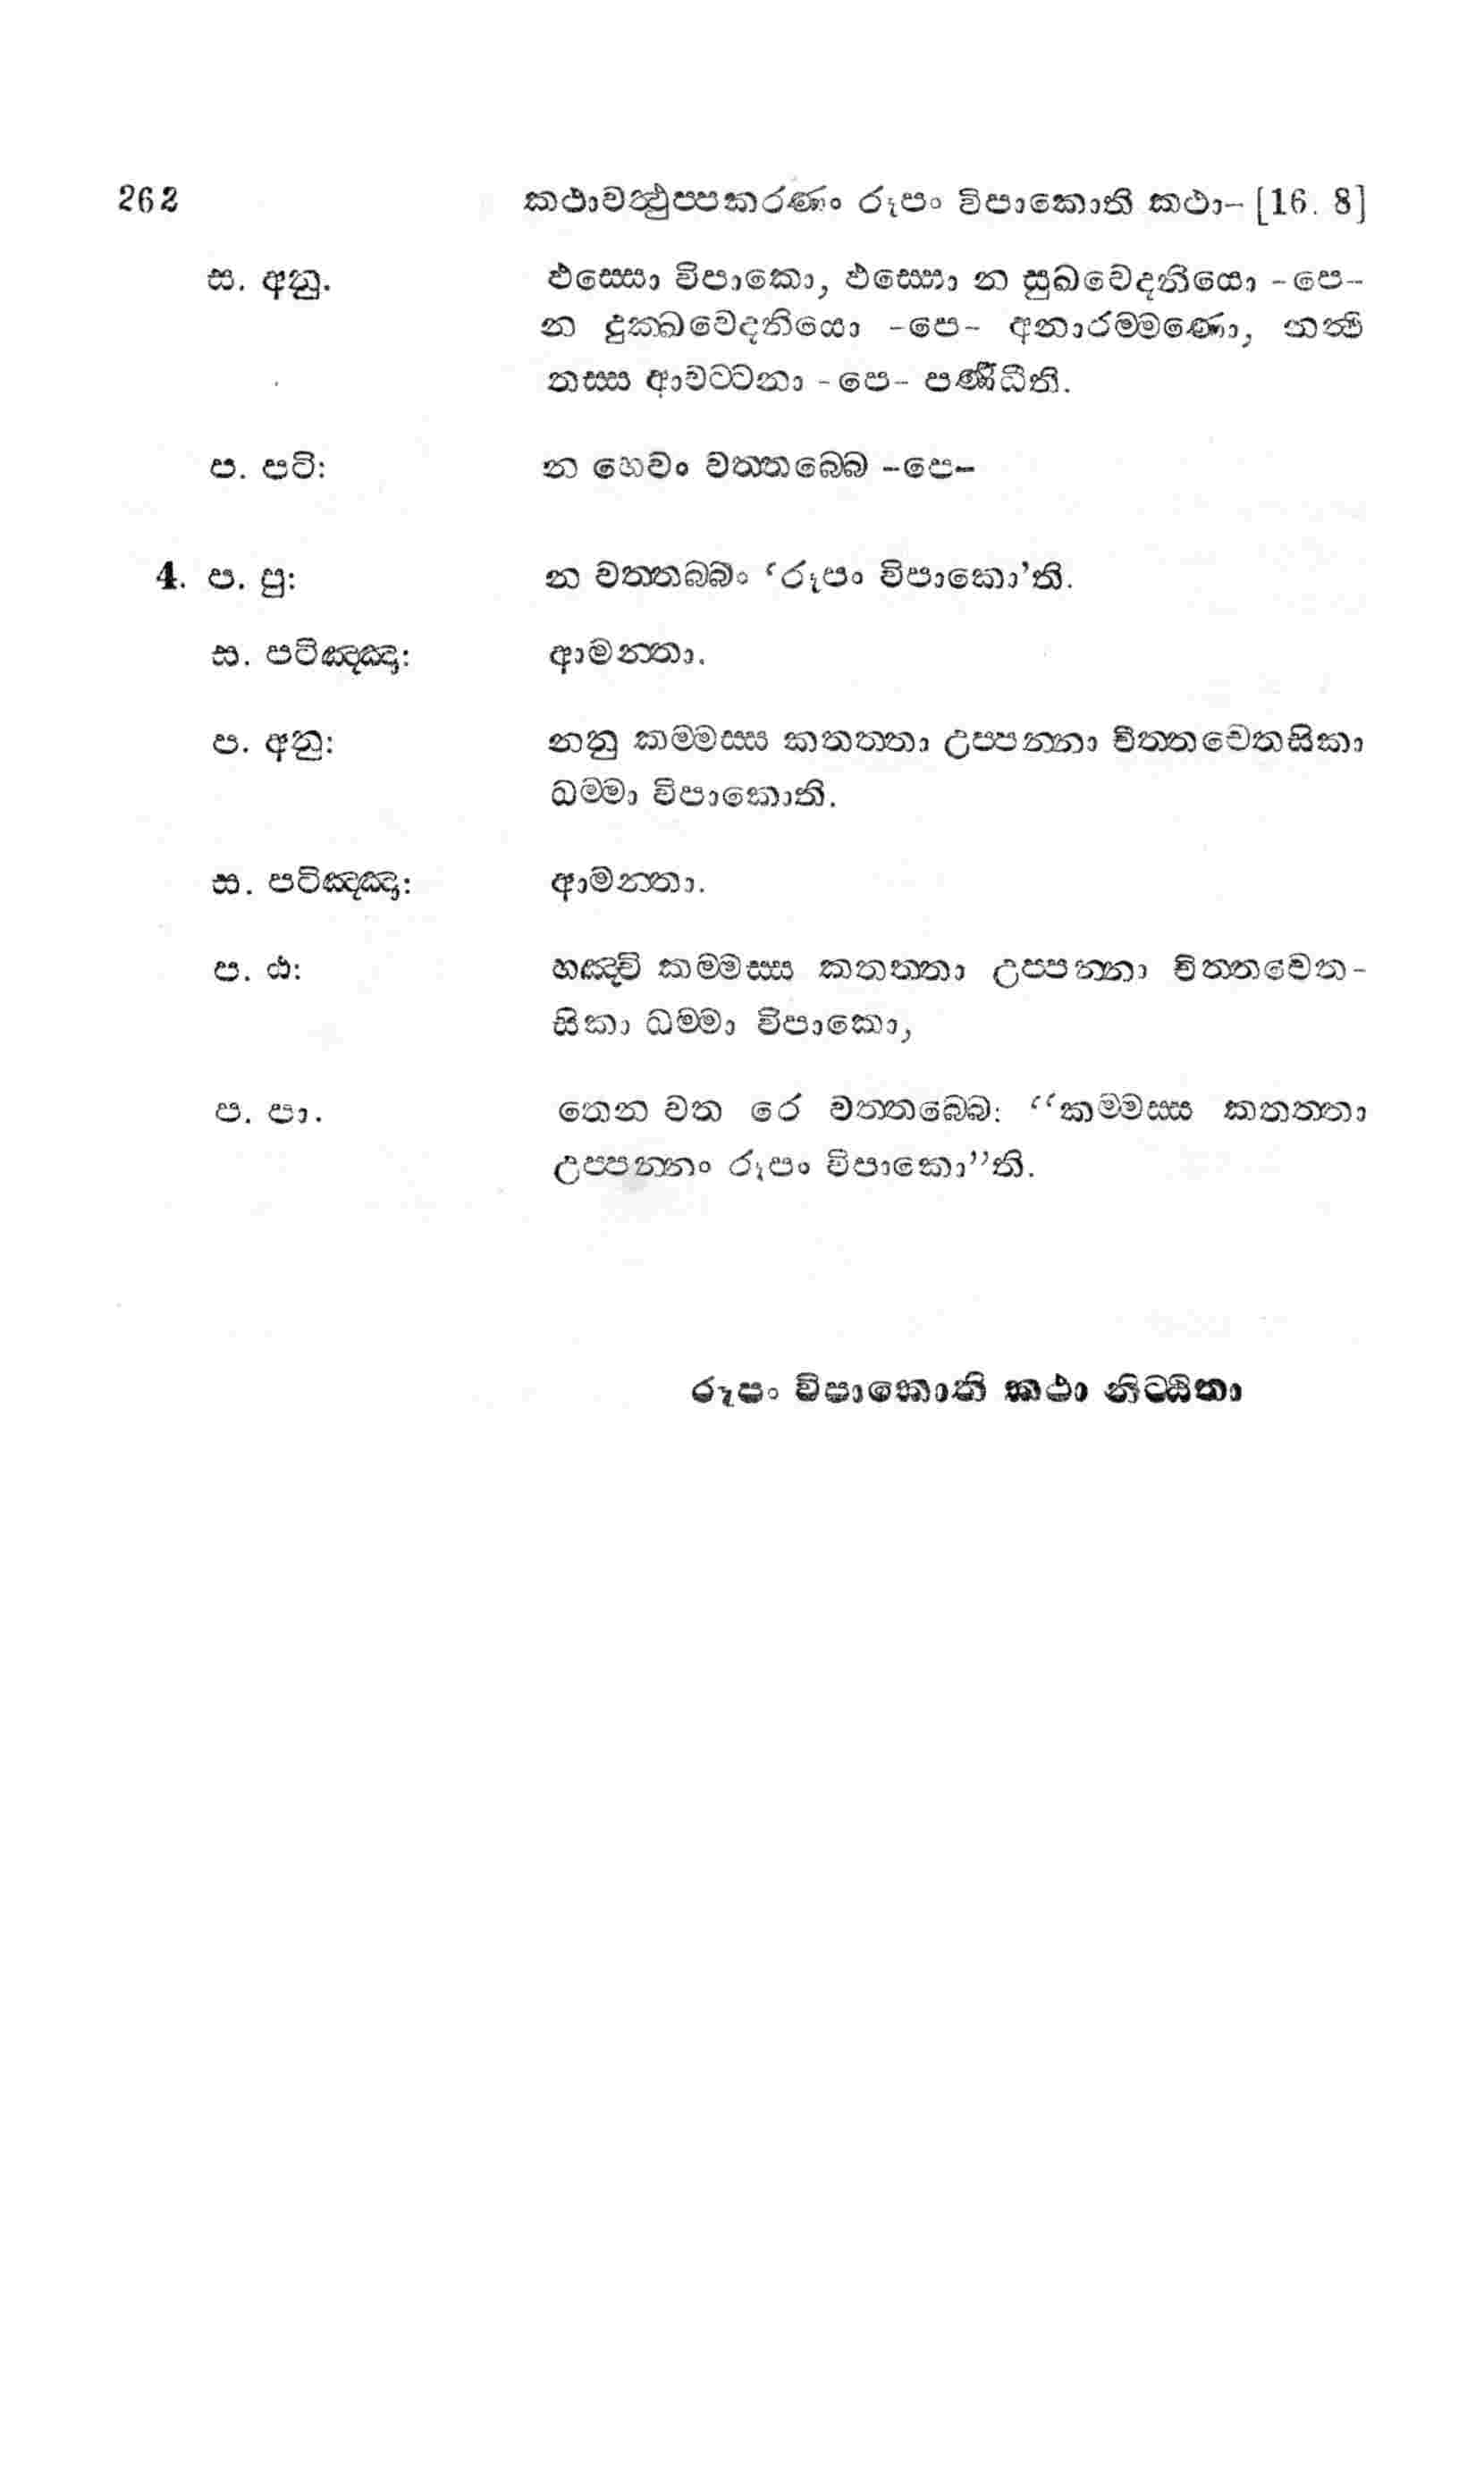 262 කථාවත්‍ථුප්‍පකරණං රූපං විපාකොති කථා- [16. 8]
ස. අනු. ඵස්‍සො විපාකො, ඵස්‍සො න සුඛවෙදනියො -පෙ-
න දුක්‍ඛවෙදනියො -පෙ- අනාරම්‍මණො, නත්‍ථි
තස්‍ස ආවට්‍ටනා -පෙ- පණිධීති.
ප. පටි: න හෙවං වත්‍තබ්‍බෙ -පෙ-
4. ප. පු: න වත්‍තබ්‍බං ‘රූපං විපාකො’ති.
ස. පටිඤ්ඤා: ආමන්‍තා.
ප. අනු: නනු කම්‍මස්‍ස කතත්‍තා උප්‍පන්‍නා චිත්‍තචෙතසිකා
ධම්‍මා විපාකොති.
ස. පටිඤ්ඤා: ආමන්‍තා.
ප. ඨ: හඤ්චි කම්‍මස්‍ස කතත්‍තා උප්‍පන්‍නා චිත්‍තචෙත-
සිකා ධම්‍මා විපාකො,
ප. පා. තෙන වත රෙ වත්‍තබ්‍බෙ: “කම්‍මස්‍ස කතත්‍තා
උප්‍පන්‍නං රූපං විපාකො”ති.
රූපං විපාකොති කථා නිට්‍ඨිතා